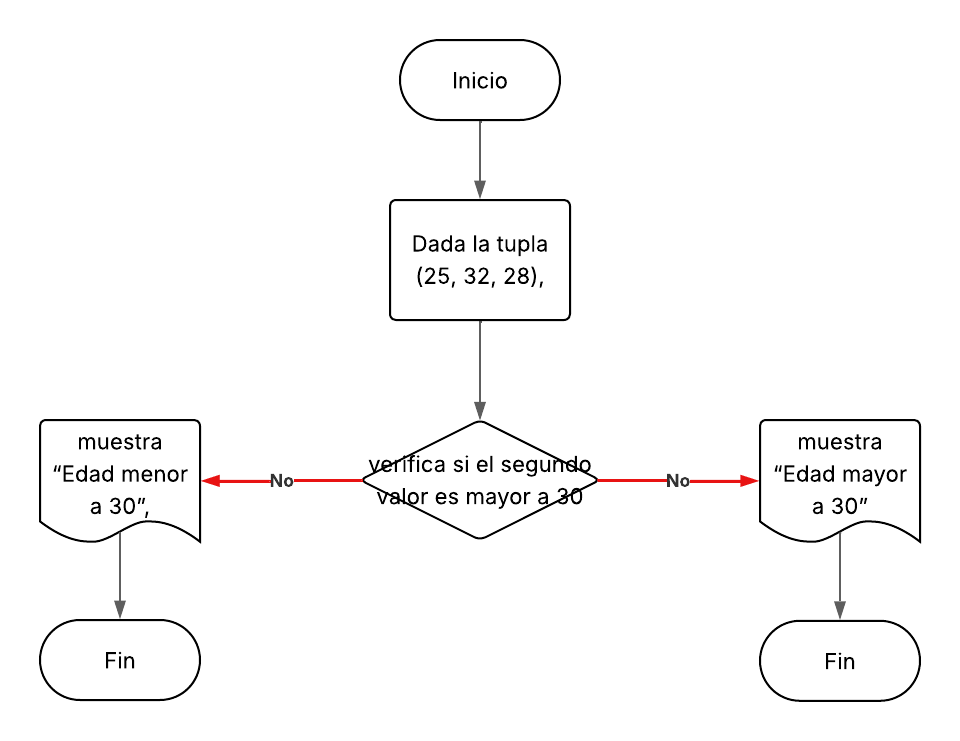 Inicio
Dada la tupla
(25, 32, 28),
verifica si el segundo
valor es mayor a 30
No
No
muestra
“Edad menor
a 30”,
muestra
“Edad mayor
a 30”
Fin
Fin